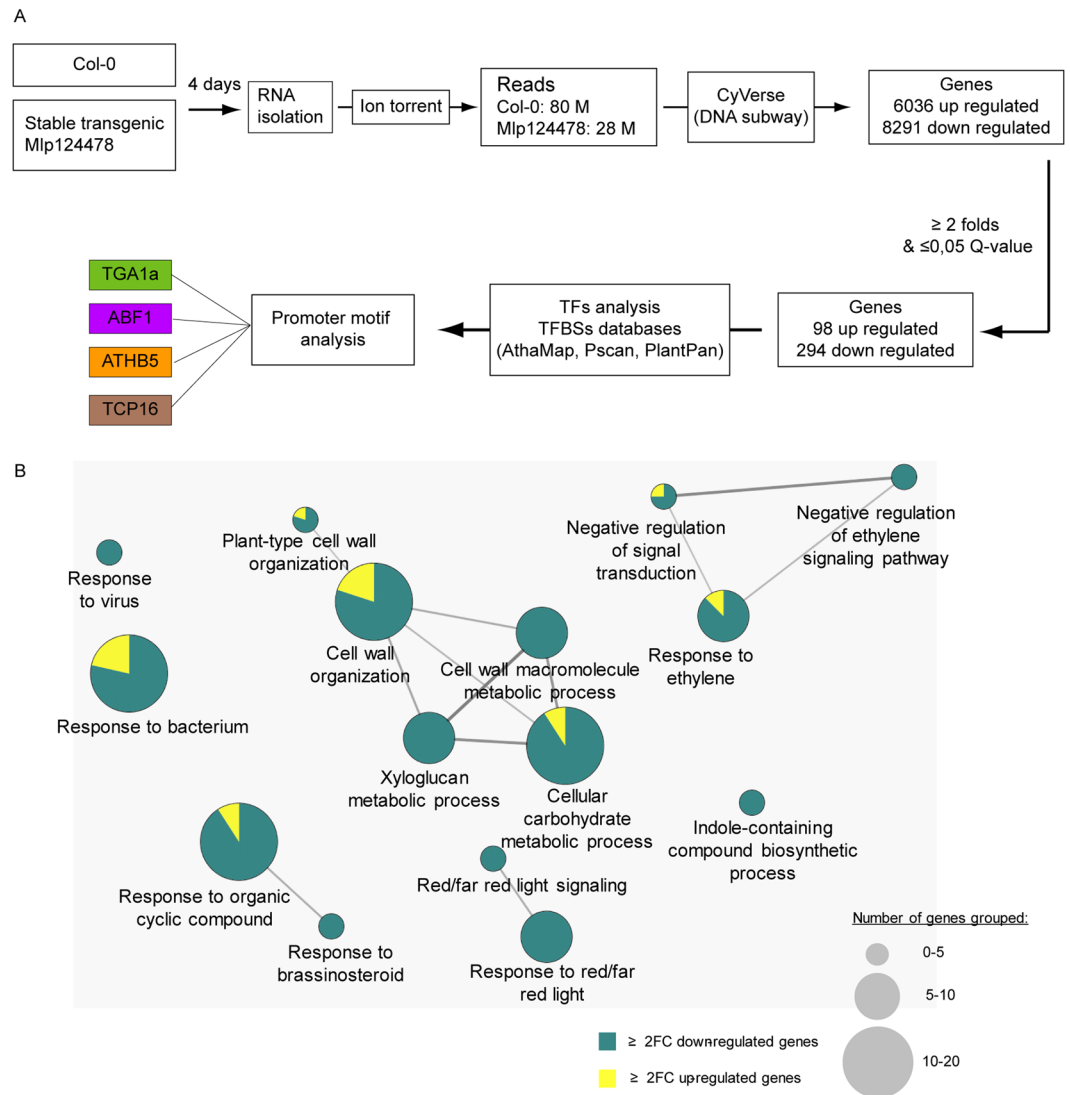 A
Col-0
Stable transgenic
Mlp124478
4 days
RNA
isolation
Ion torrent
Reads
Col-0: 80 M
Mlp124478: 28 M
CyVerse
(DNA subway)
Genes
6036 up regulated
8291 down regulated
≥ 2 folds
& ≤0,05 Q-value
Genes
98 up regulated
294 down regulated
TFs analysis
TFBSs databases
(AthaMap, Pscan, PlantPan)
Promoter motif
analysis
TGA1a
ABF1
ATHB5
TCP16
B
Response
to virus
Plant-type cell wall
organization
Negative regulation
of signal
transduction
Negative regulation
of ethylene
signaling pathway
Response to bacterium
Cell wall
organization
Cell wall macromolecule
metabolic process
Response to
ethylene
Xyloglucan
metabolic process
Cellular
carbohydrate
metabolic process
Indole-containing
compound biosynthetic
process
Response to organic
cyclic compound
Response to
brassinosteroid
Red/far red light signaling
Response to red/far
red light
Number of genes grouped:
0-5
5-10
10-20
≥ 2FC down-regulated genes
≥ 2FC up-regulated genes